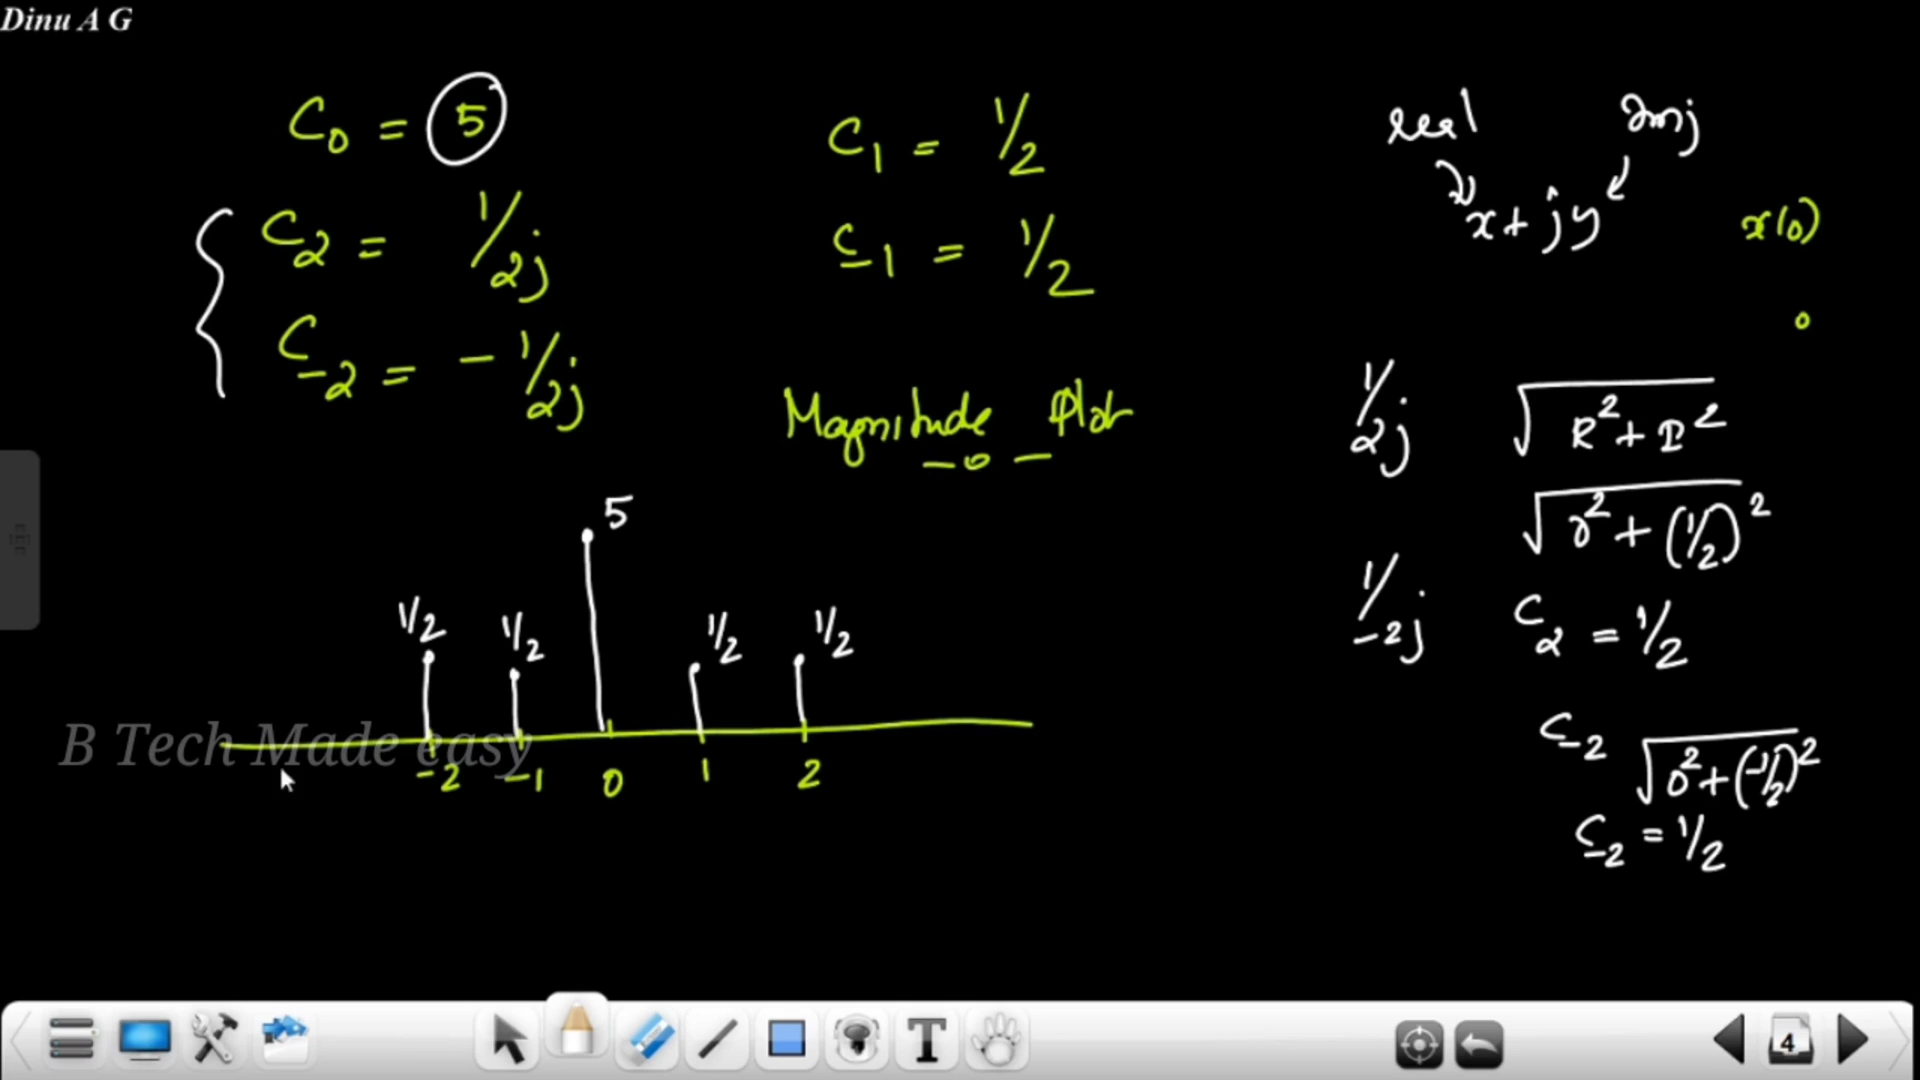 Dinu A G
C₀ = 5
C₂ = 1/2j
C₋₂ = - 1/2j
C₁ = 1/2
C₋₁ = 1/2
Magnitude Plot
real Imj
x + jy
x(0)
0
1/2j √R² + I²
√0² + (1/2)²
1/-2j C₂ = 1/2
C₋₂ √0² + (-1/2)²
C₋₂ = 1/2
5
1/2 1/2 1/2 1/2
B Tech Made easy
-2 -1 0 1 2
T
4